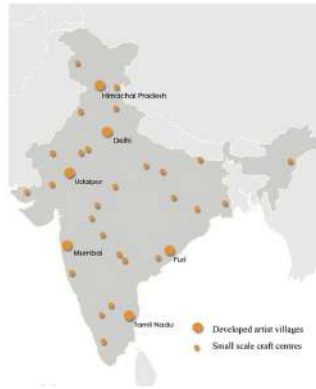 Himachal Pradesh
Delhi
Udaipur
Mumbai
Puri
Tamil Nadu
Developed artist villages
Small scale craft centres